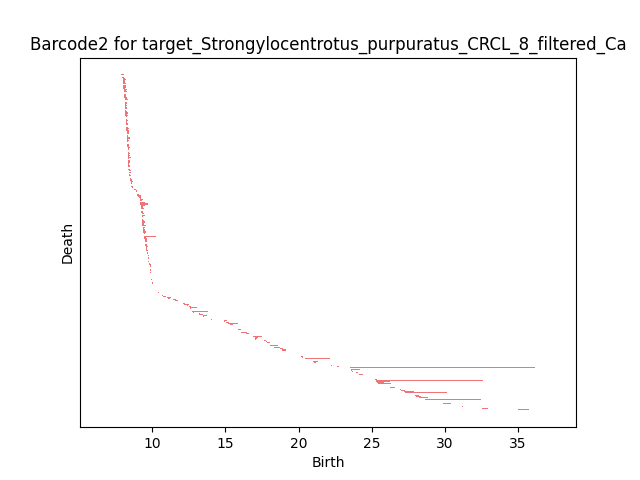 Barcode2 for target_Strongylocentrotus_purpuratus_CRCL_8_filtered_Ca
Death
10 15 20 25 30 35
Birth